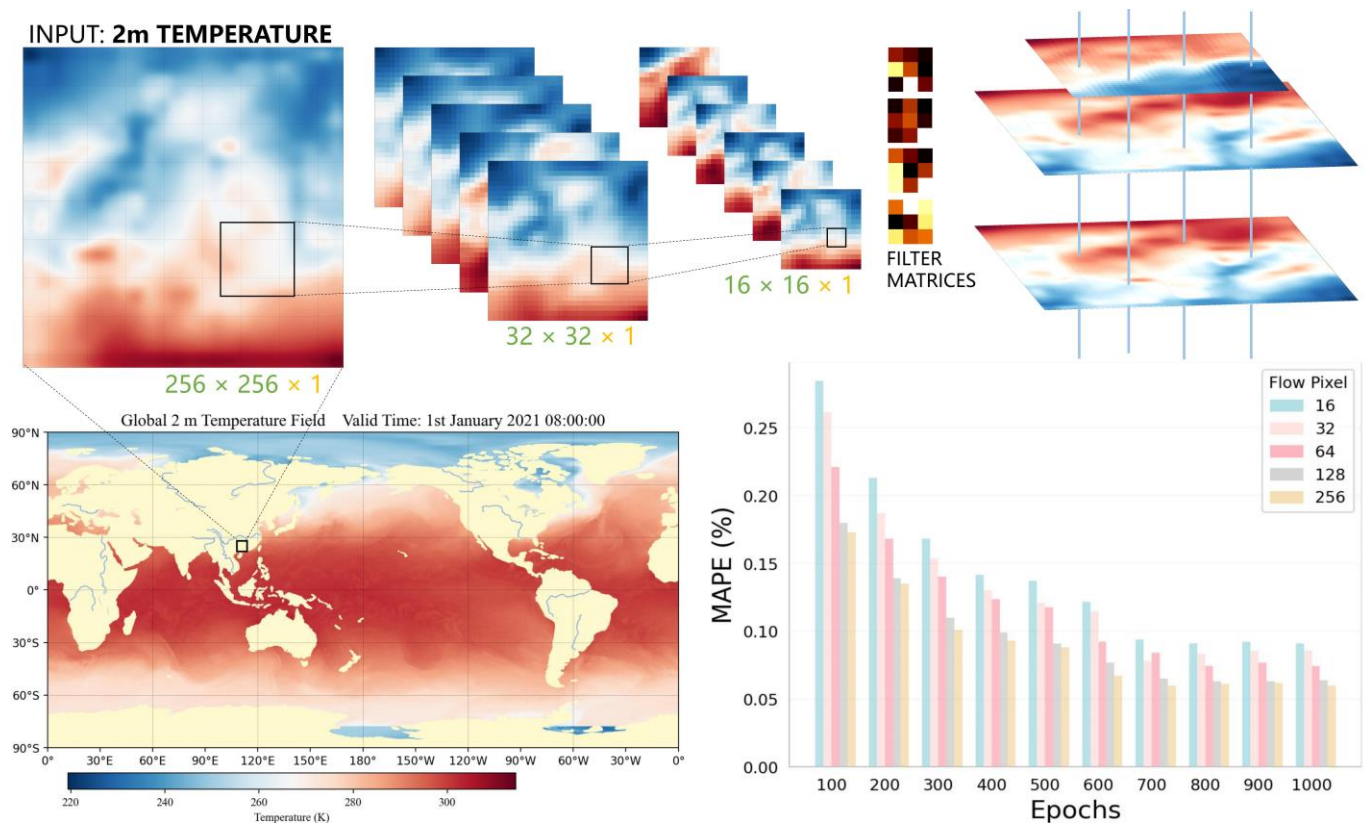 INPUT: 2m TEMPERATURE
256 × 256 × 1
32 × 32 × 1
16 × 16 × 1
FILTER
MATRICES
Global 2 m Temperature Field Valid Time: 1st January 2021 08:00:00
90°N
60°N
30°N
0°
30°S
60°S
90°S
0° 30°E 60°E 90°E 120°E 150°E 180° 150°W 120°W 90°W 60°W 30°W 0°
220 240 260 280 300
Temperature (K)
MAPE (%)
0.25
0.20
0.15
0.10
0.05
0.00
Flow Pixel
16
32
64
128
256
100 200 300 400 500 600 700 800 900 1000
Epochs